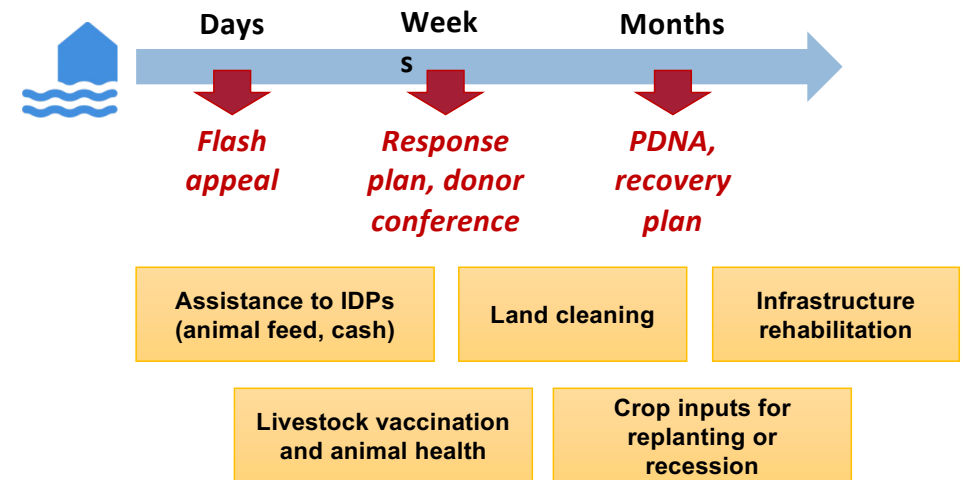 Days
Week
s
Months
Flash
appeal
Response
plan, donor
conference
PDNA,
recovery
plan
Assistance to IDPs
(animal feed, cash)
Land cleaning
Infrastructure
rehabilitation
Livestock vaccination
and animal health
Crop inputs for
replanting or
recession